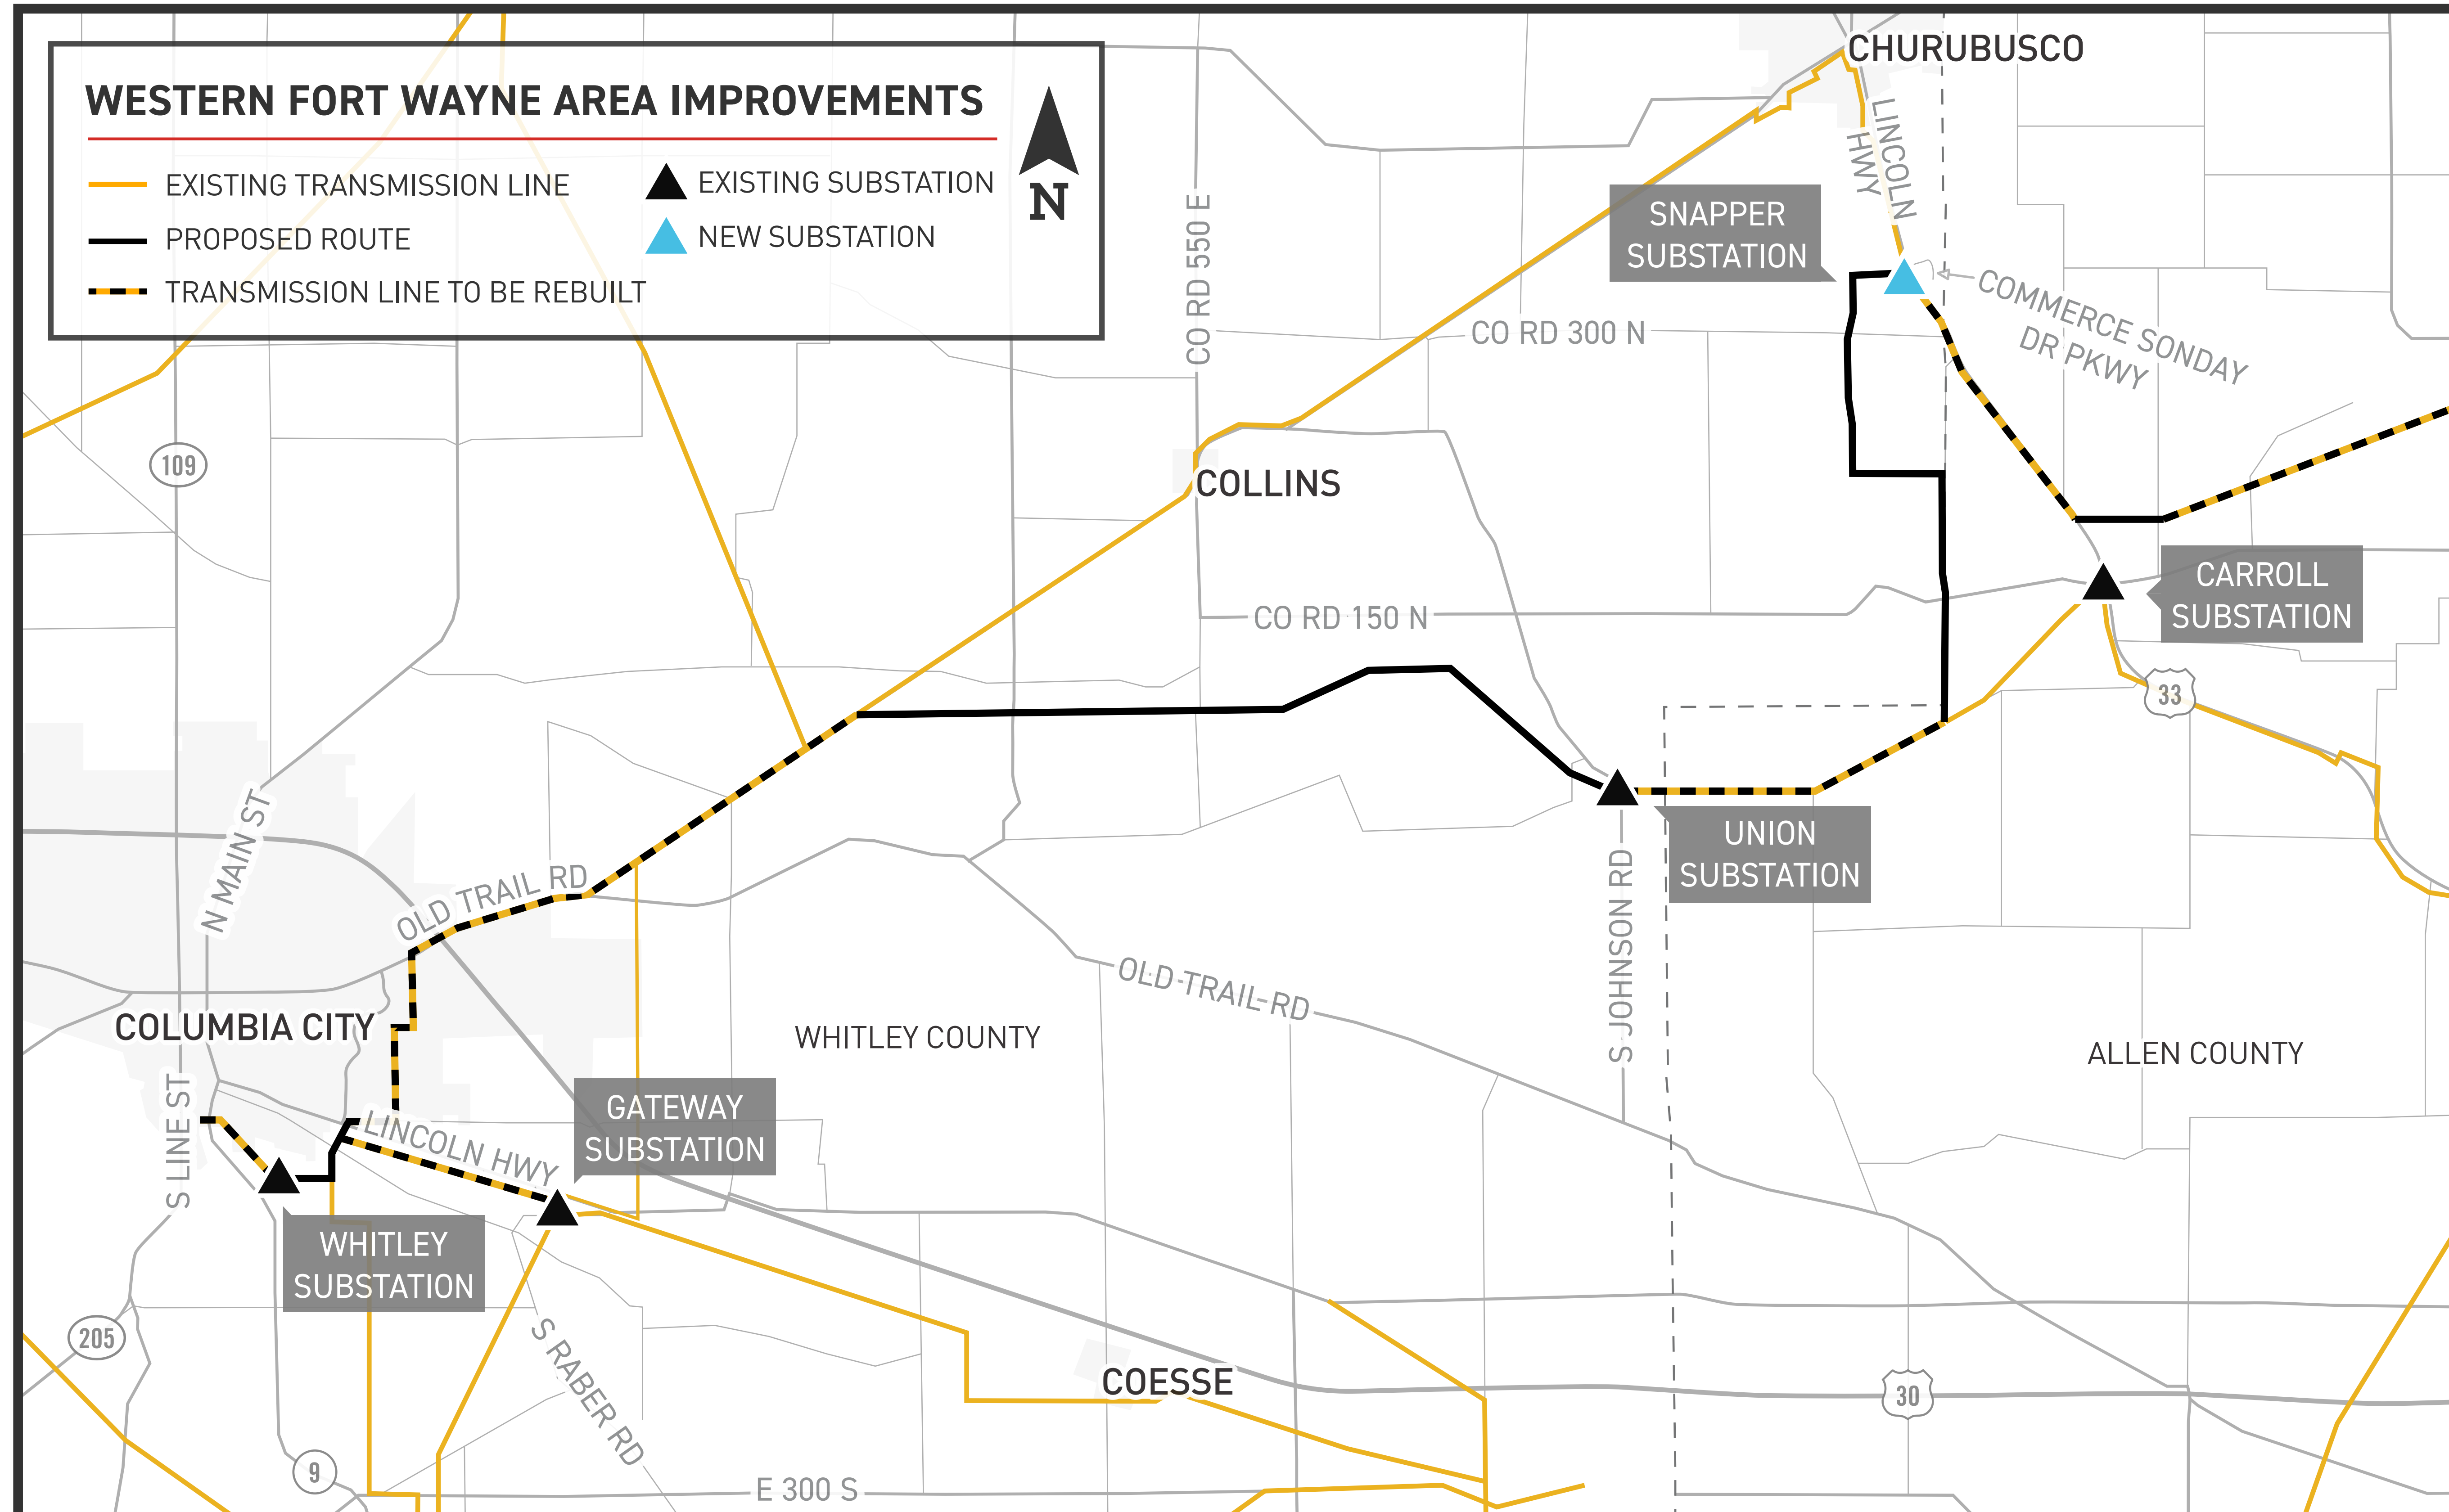 WESTERN FORT WAYNE AREA IMPROVEMENTS
EXISTING TRANSMISSION LINE
PROPOSED ROUTE
TRANSMISSION LINE TO BE REBUILT
EXISTING SUBSTATION
NEW SUBSTATION
N
CHURUBUSCO
LINCOLN
HWY
SNAPPER
SUBSTATION
COMMERCE SONDAY
DR PKWY
CO RD 550 E
CO RD 300 N
109
COLLINS
CARROLL
SUBSTATION
CO RD 150 N
33
N MAIN ST
UNION
SUBSTATION
OLD TRAIL RD
S JOHNSON RD
OLD TRAIL RD
COLUMBIA CITY
WHITLEY COUNTY
ALLEN COUNTY
S LINE ST
LINCOLN HWY
GATEWAY
SUBSTATION
WHITLEY
SUBSTATION
205
S RABER RD
COESSE
30
9
E 300 S